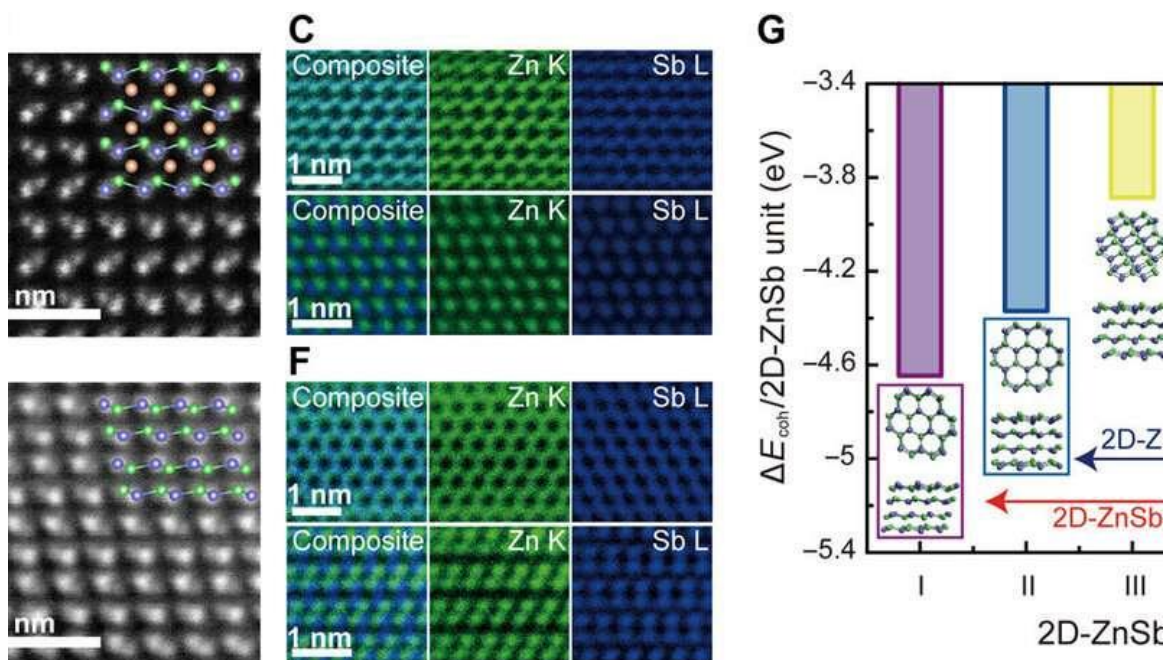 C
G
Composite Zn K Sb L
1 nm
Composite Zn K Sb L
1 nm
nm
F
Composite Zn K Sb L
1 nm
Composite Zn K Sb L
1 nm
nm
ΔEcoh/2D-ZnSb unit (eV)
−3.4
−3.8
−4.2
−4.6
−5
−5.4
2D-Z
2D-ZnSb
I II III
2D-ZnSb